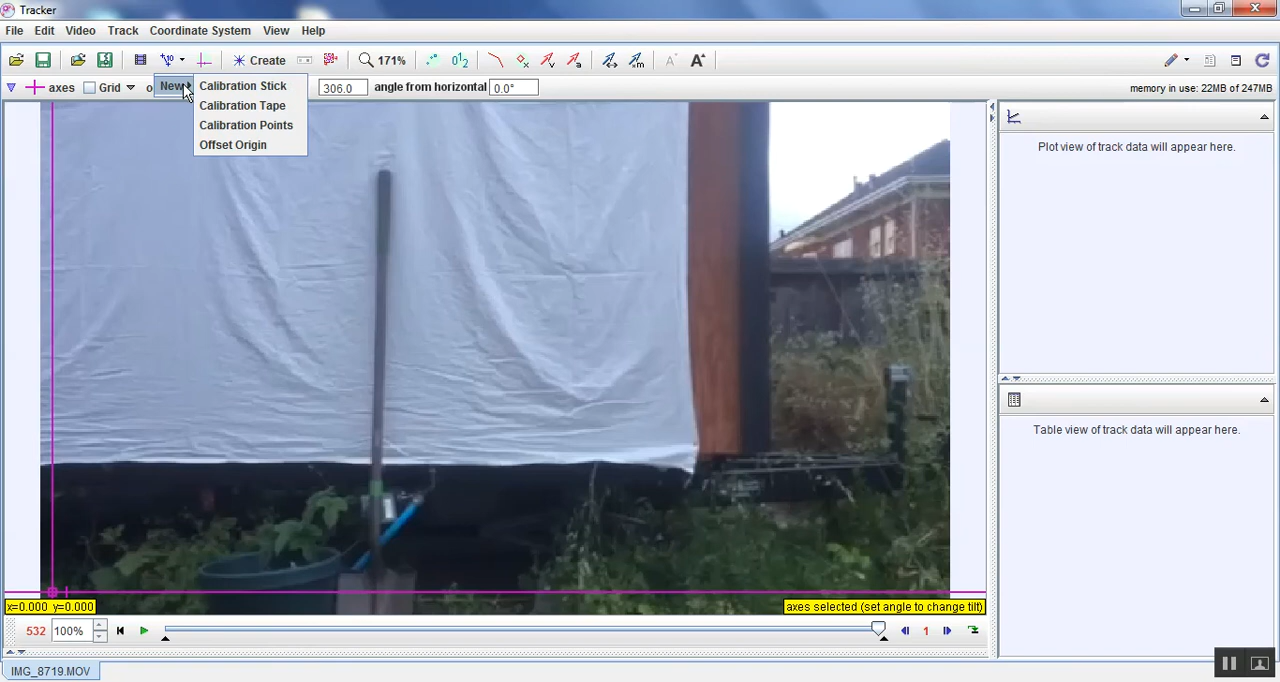 Tracker
File Edit Video Track Coordinate System View Help
Create 171% A A
axes Grid o New 306.0 angle from horizontal 0.0° memory in use: 22MB of 247MB
Calibration Stick
Calibration Tape
Calibration Points
Offset Origin
Plot view of track data will appear here.
Table view of track data will appear here.
x=0.000 y=0.000 axes selected (set angle to change tilt)
532 100% 1
IMG_8719.MOV